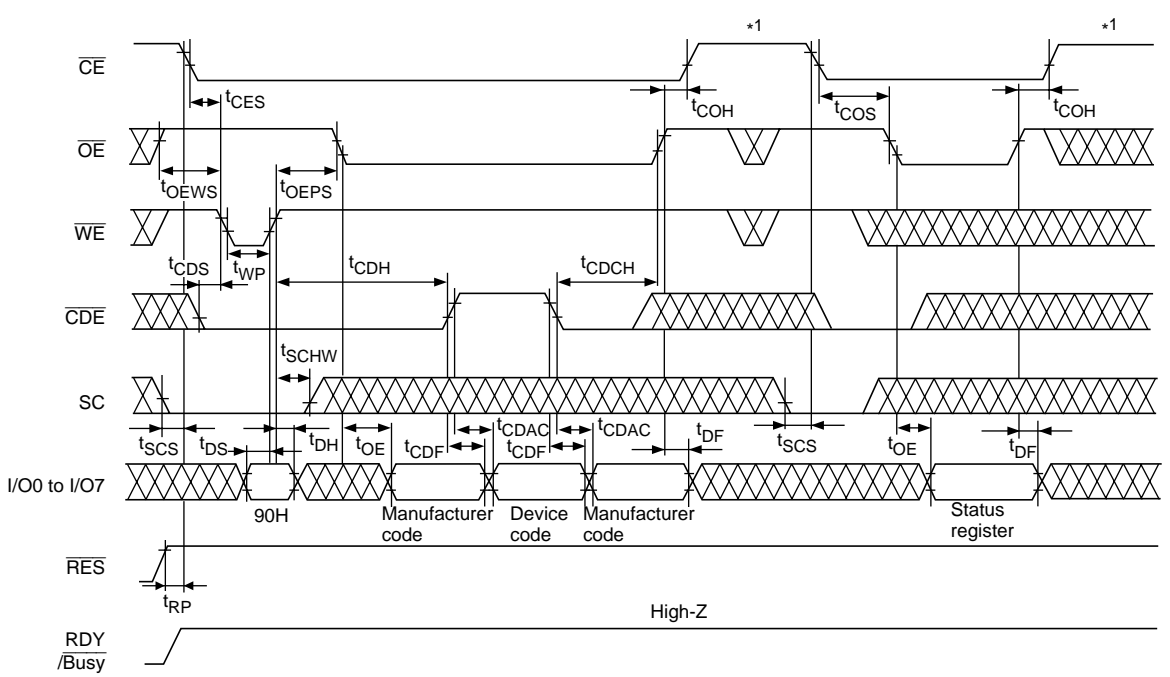 *1 *1
CE
tCES tCOH tCOS tCOH
OE
tOEWS tOEPS
WE
tCDS tWP tCDH tCDCH
CDE
tSCHW
SC
tSCS tDS tDH tOE tCDF tCDAC tCDF tCDAC tDF tSCS tOE tDF
I/O0 to I/O7
90H
Manufacturer
code
Device
code
Manufacturer
code
Status
register
RES
tRP
High-Z
RDY
/Busy